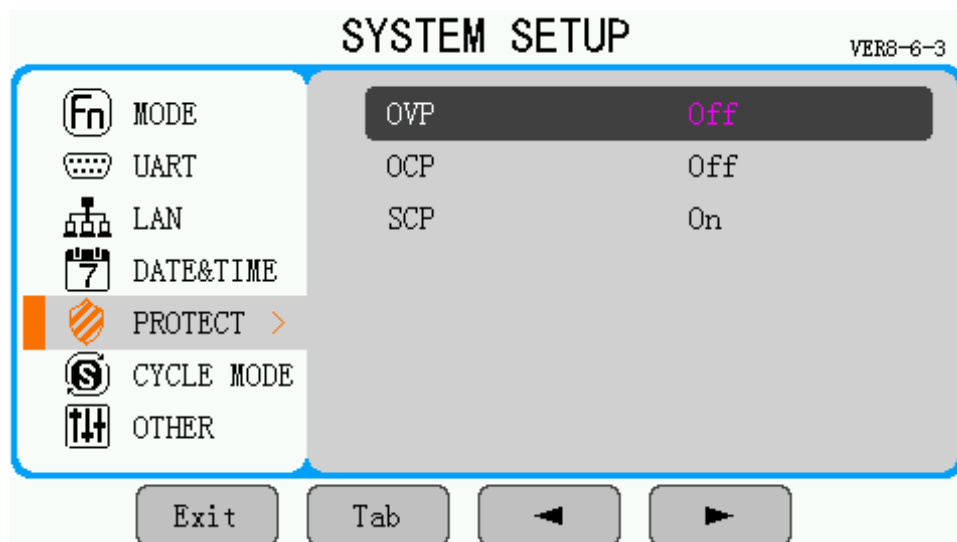 SYSTEM SETUP
VER8-6-3
Fn MODE
UART
LAN
7 DATE&TIME
PROTECT >
S CYCLE MODE
OTHER
OVP Off
OCP Off
SCP On
Exit Tab ◄ ►